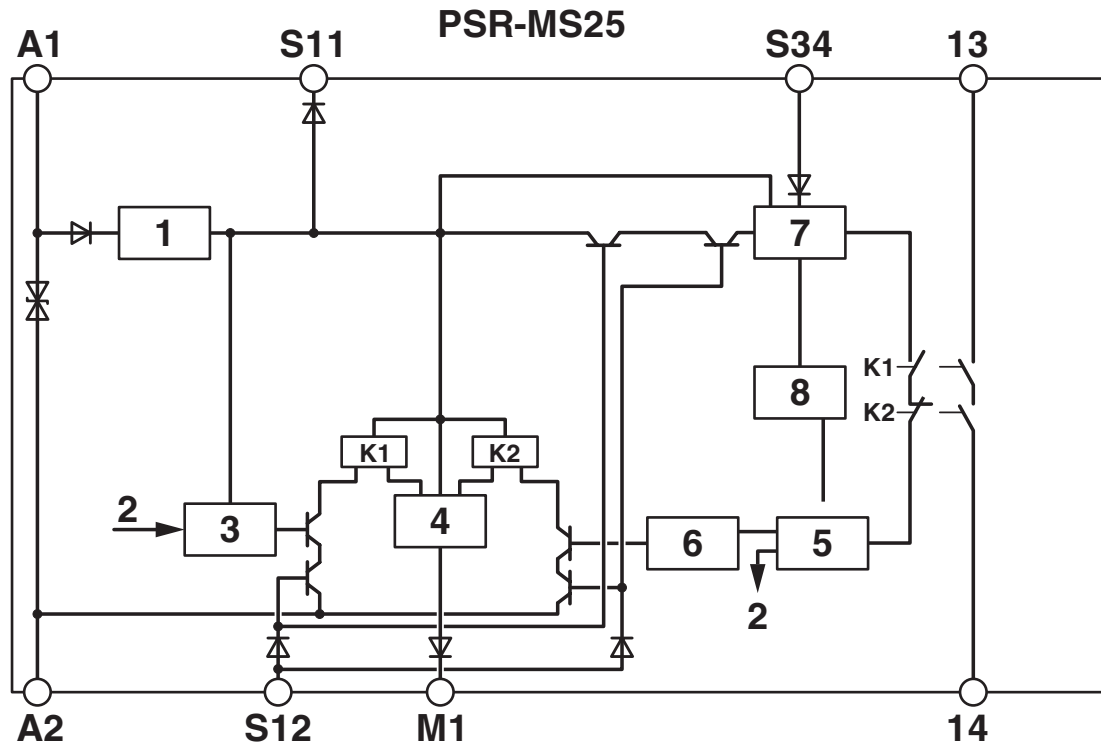 PSR-MS25
A1 S11 S34 13
1 7
K1
8
K2
K1 K2
2 3 4 6 5
2
A2 S12 M1 14